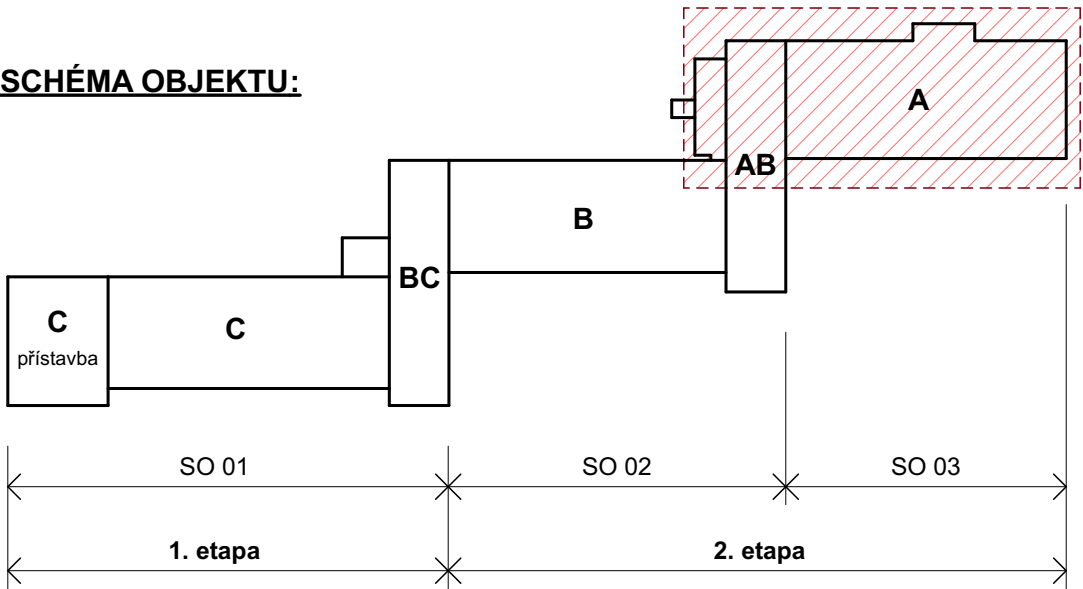 SCHÉMA OBJEKTU:
A
AB
B
BC
C
přístavba
C
SO 01
SO 02
SO 03
1. etapa
2. etapa